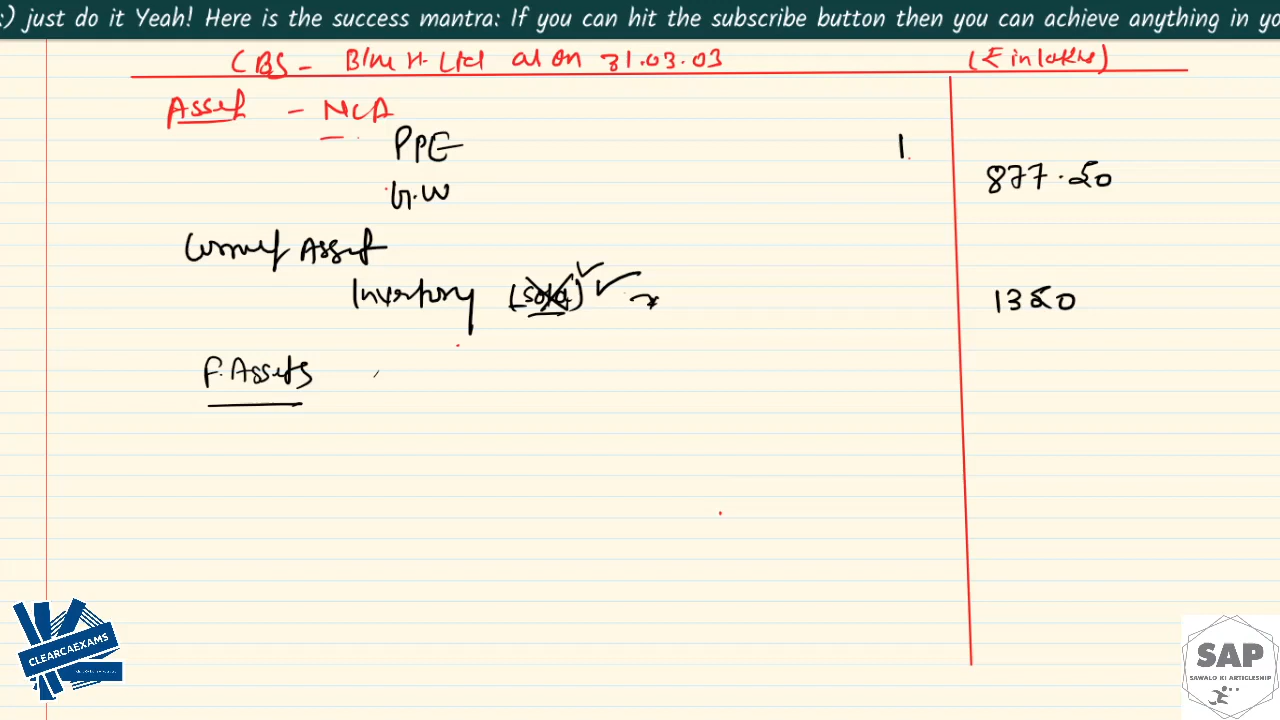 :) just do it Yeah! Here is the success mantra: If you can hit the subscribe button then you can achieve anything in yo
CBS - Blue H. Ltd as on 31.03.03 (₹ in lakhs)
Asset - NCA
PPE 1
877.50
G.W
Current Asset
Inventory 1350
F. Assets
CLEARCAEXAMS
SAP
SAWALO KI ARTICLESHIP